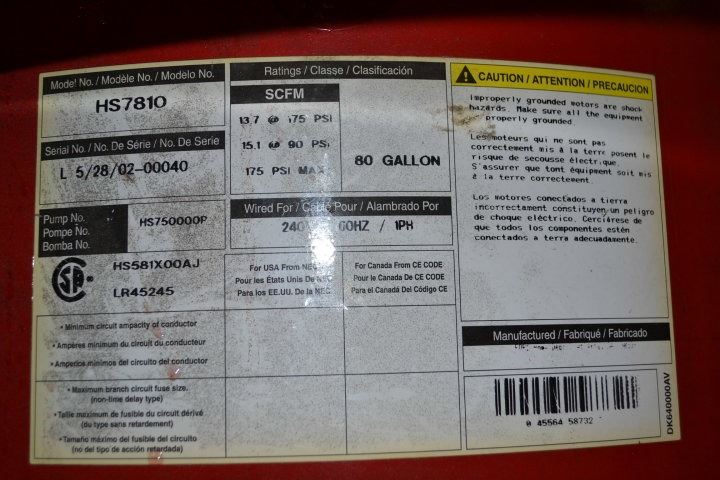 Model No. / Modèle No. / Modelo No.
HS7810
Serial No. / No. De Série / No. De Serie
L 5/28/02-00040
Pump No.
Pompe No.
Bomba No.
HS750000P
HS581X00AJ
LR45245
Ratings / Classe / Clasificación
SCFM
13.7 @ 175 PSI
15.1 @ 90 PSI
175 PSI MAX
80 GALLON
Wired For / Cable Pour / Alambrado Por
60HZ / 1PH
For USA From NEC
Pour les États Unis De NEC
Para los EE.UU. De la NEC
For Canada From CE CODE
Pour le Canada De CE CODE
Para el Canadá Del Código CE
• Minimum circuit ampacity of conductor
• Ampères minimum du circuit du conducteur
• Amperios minimos del circuito del conductor
• Maximum branch circuit fuse size.
(non-time delay type)
• Taille maximum de fusible du circuit dérivé
(du type sans retardement)
• Tamaño máximo del fusible del circuito
(no del tipo de acción retardada)
CAUTION / ATTENTION / PRECAUCION
Improperly grounded motors are shock
hazards. Make sure all the equipment
properly grounded
Les moteurs qui ne sont pas
correctement mis à la terre posent le
risque de secousse électrique.
S'assurer que tont équipement soit mis
à la terre correctement.
Los motores conectados a tierra
incorrectamente constituyen un peligro
de choque eléctrico. Cerciórese de
que todos los componentes estén
conectados a terra adecuadamente.
Manufactured / Fabriqué / Fabricado
0 45564 58732
DK640000AV